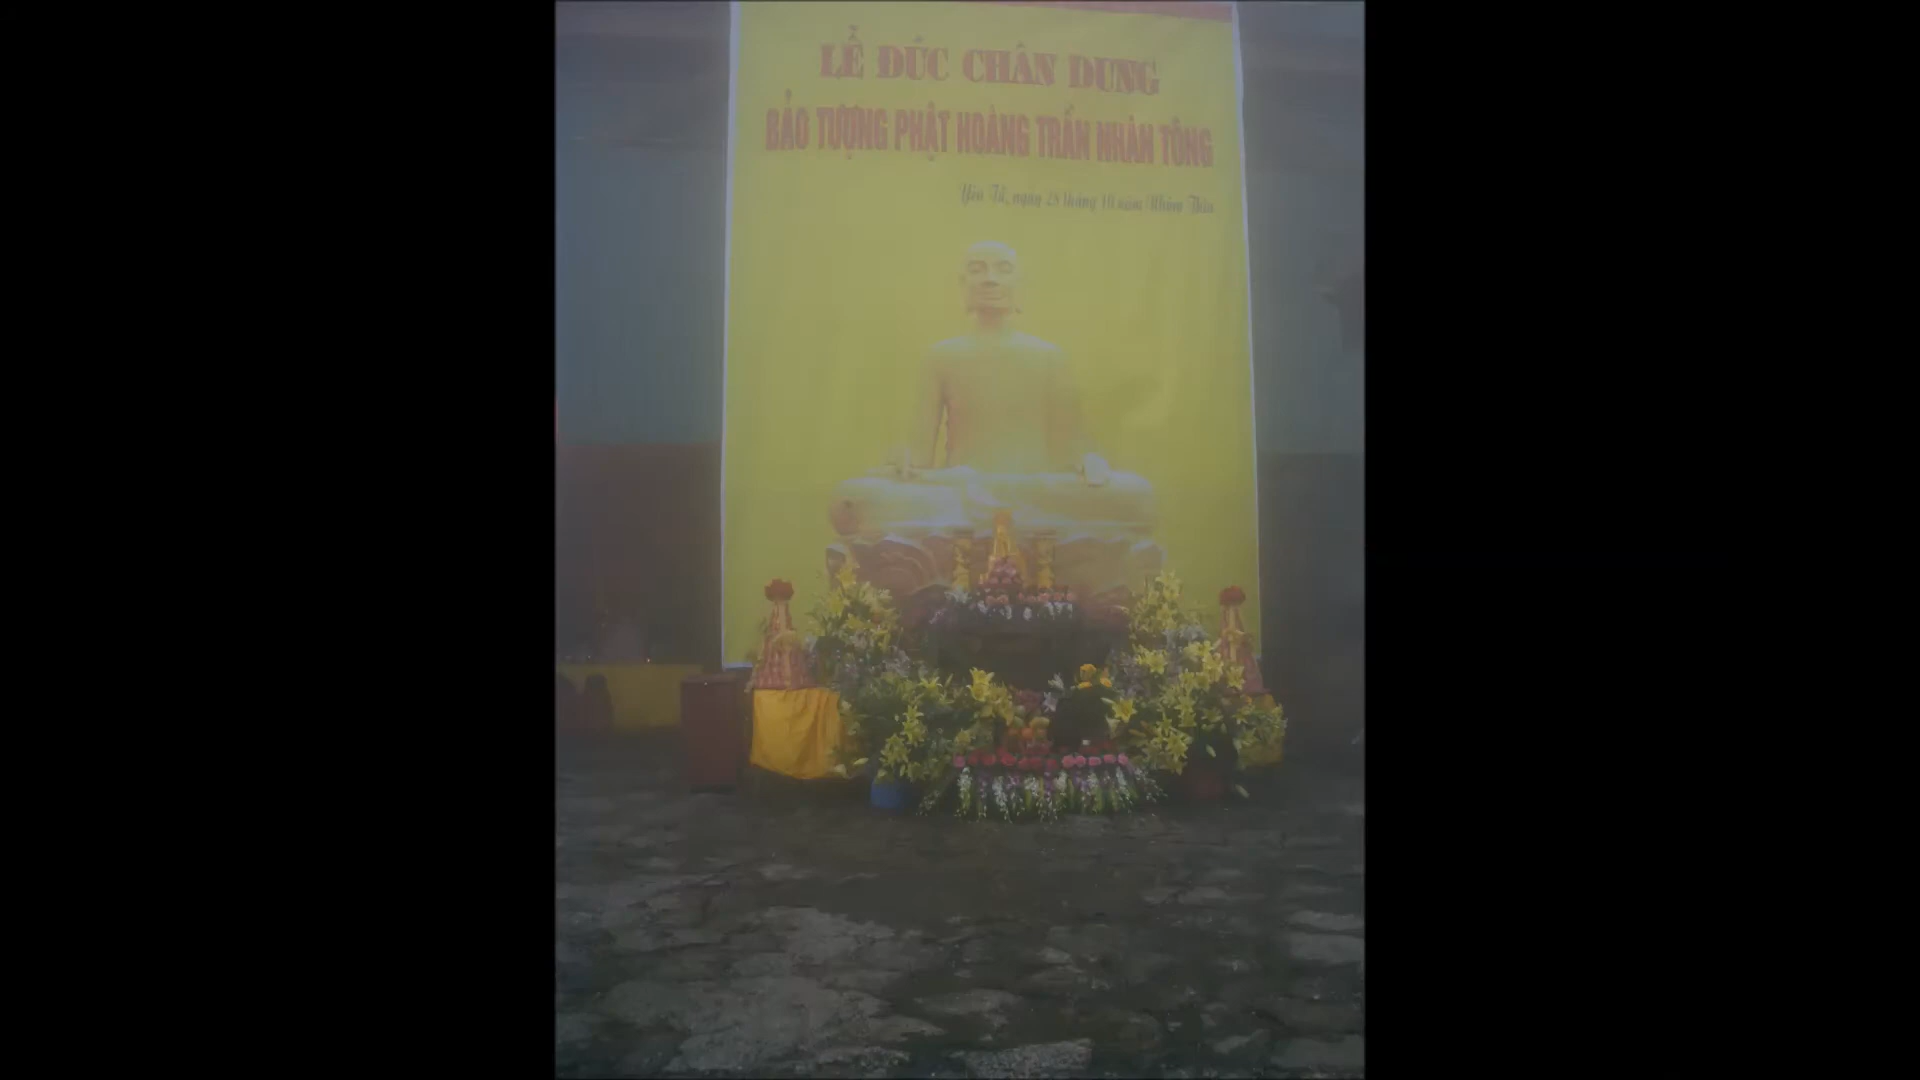 LỄ ĐÚC CHÂN DUNG
BẢO TƯỢNG PHẬT HOÀNG TRẦN NHÂN TÔNG
Yên Tử, ngày 28 tháng 10 năm Nhâm Thìn